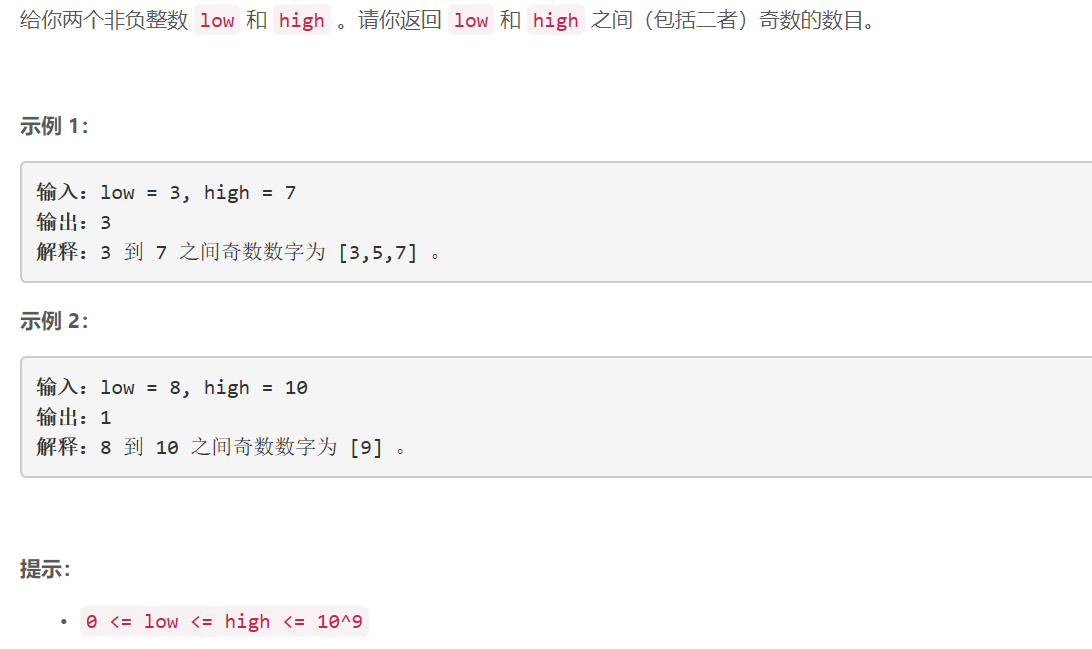 给你两个非负整数 low 和 high 。请你返回 low 和 high 之间（包括二者）奇数的数目。
示例 1：
输入：low = 3, high = 7
输出：3
解释：3 到 7 之间奇数数字为 [3,5,7] 。
示例 2：
输入：low = 8, high = 10
输出：1
解释：8 到 10 之间奇数数字为 [9] 。
提示：
• 0 <= low <= high <= 10^9